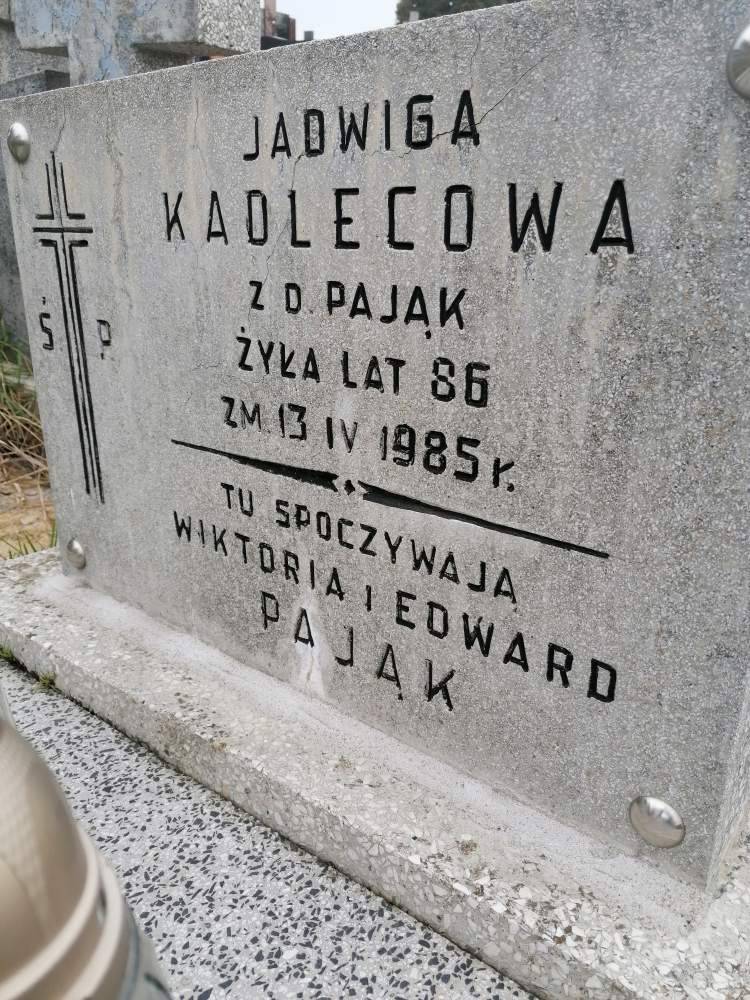 JADWIGA
KADLECOWA
Z D. PAJĄK
ŻYŁA LAT 86
ZM. 13 IV 1985 r.
Ś P.
TU SPOCZYWAJĄ
WIKTORIA I EDWARD
PAJĄK